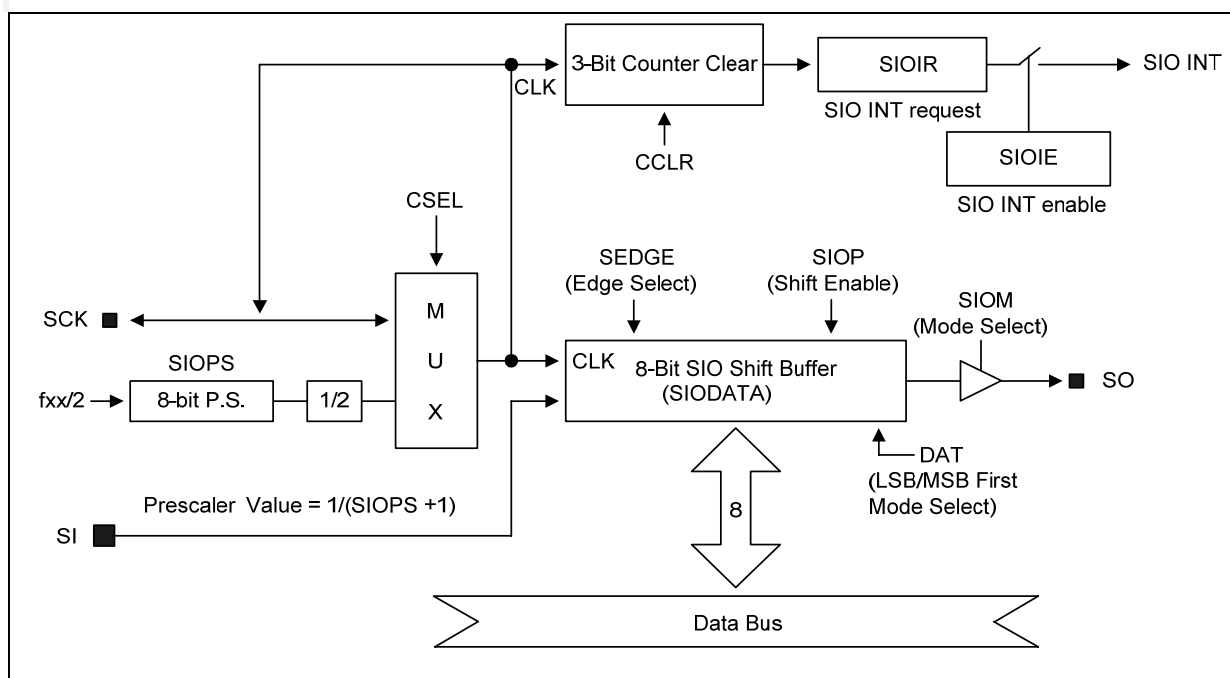 3-Bit Counter Clear
CLK
CCLR
SIOIR
SIO INT request
SIO INT
SIOIE
SIO INT enable
CSEL
M
U
X
SCK
SIOPS
fxx/2
8-bit P.S.
1/2
Prescaler Value = 1/(SIOPS +1)
SI
SEDGE
(Edge Select)
SIOP
(Shift Enable)
SIOM
(Mode Select)
CLK
8-Bit SIO Shift Buffer
(SIODATA)
SO
DAT
(LSB/MSB First
Mode Select)
8
Data Bus